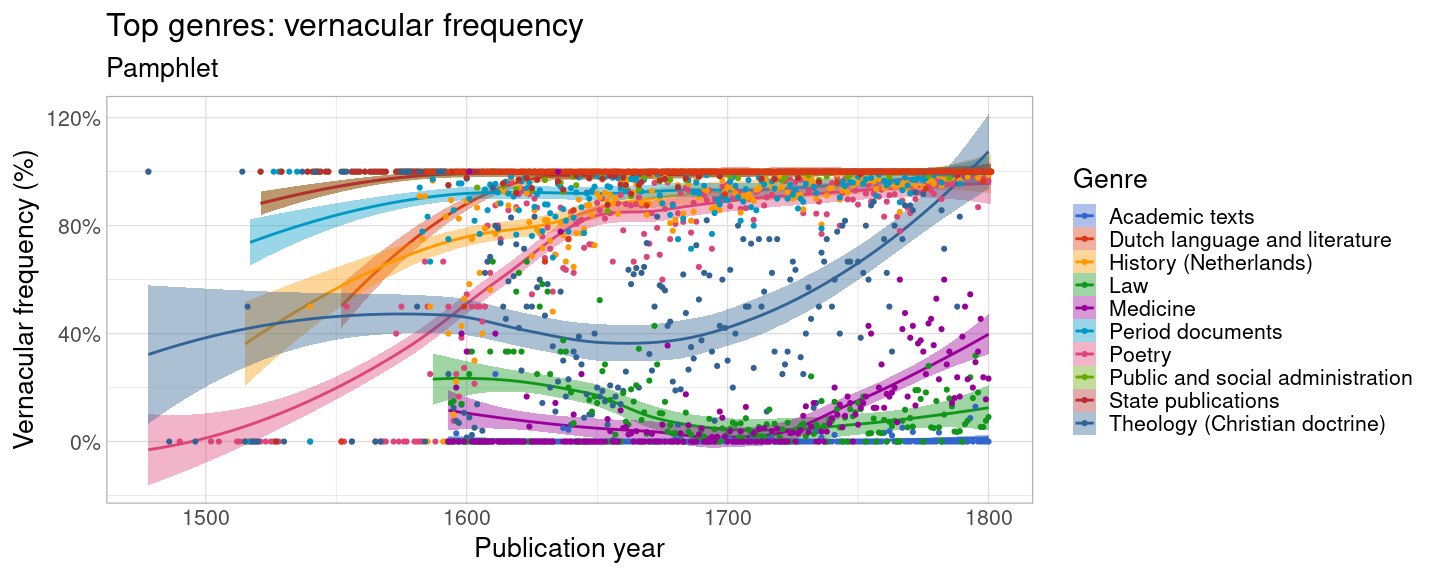 Top genres: vernacular frequency
Pamphlet
Vernacular frequency (%)
120%
80%
40%
0%
1500 1600 1700 1800
Publication year
Genre
Academic texts
Dutch language and literature
History (Netherlands)
Law
Medicine
Period documents
Poetry
Public and social administration
State publications
Theology (Christian doctrine)